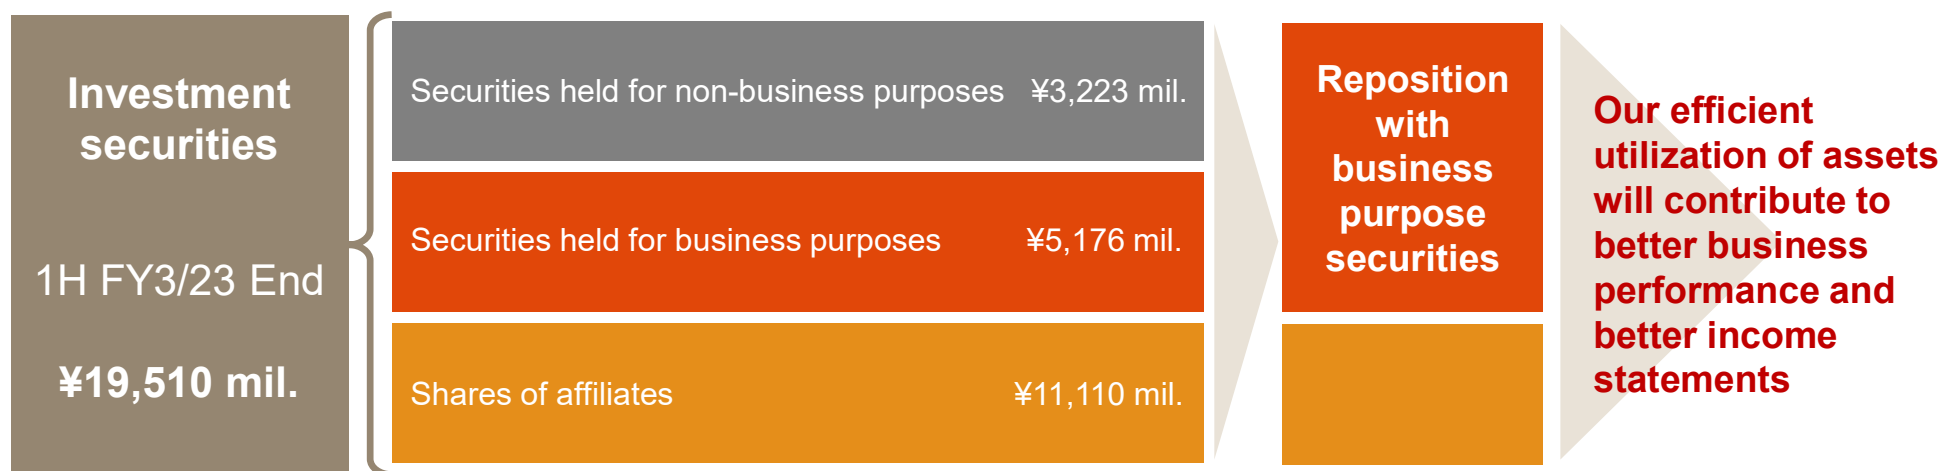 Investment
securities
1H FY3/23 End
¥19,510 mil.
Securities held for non-business purposes ¥3,223 mil.
Securities held for business purposes ¥5,176 mil.
Shares of affiliates ¥11,110 mil.
Reposition
with
business
purpose
securities
Our efficient
utilization of assets
will contribute to
better business
performance and
better income
statements